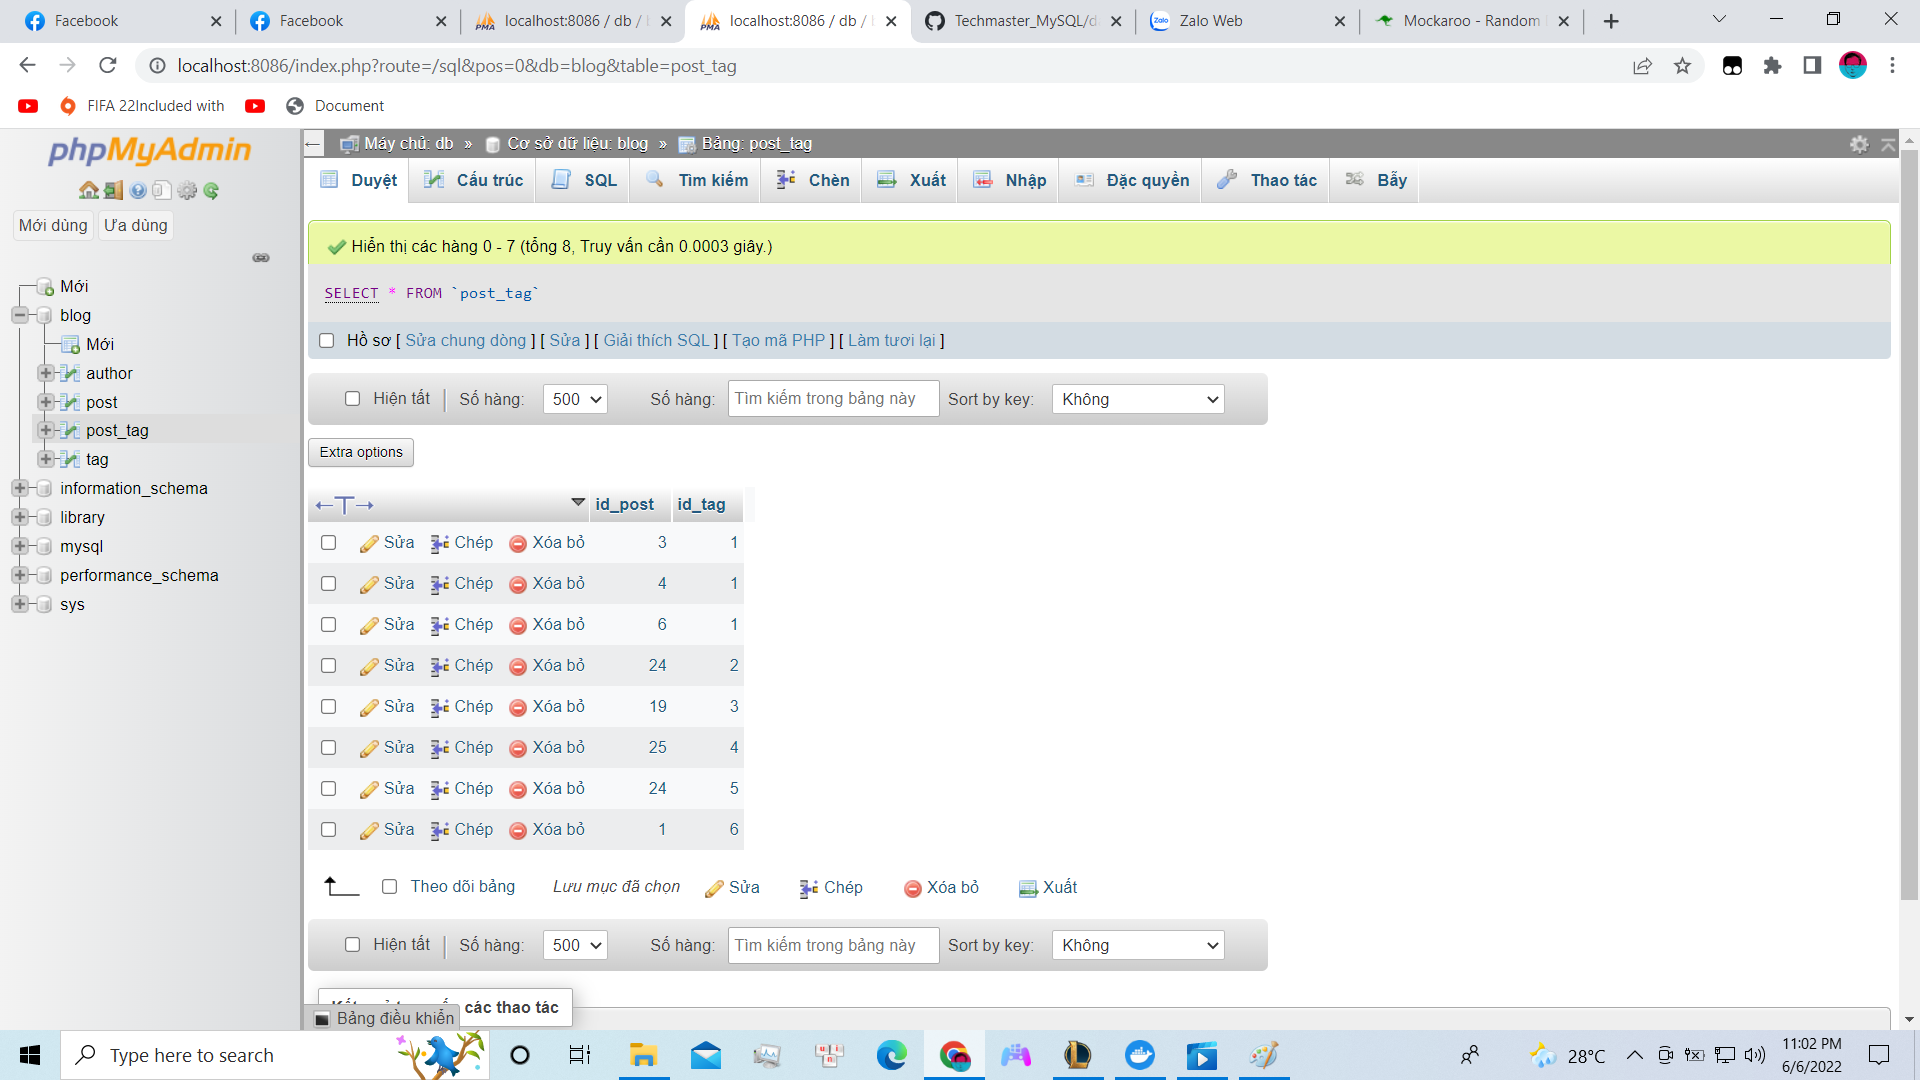 Facebook
Facebook
localhost:8086 / db /
localhost:8086 / db /
Techmaster_MySQL/d
Zalo Web
Mockaroo - Random
localhost:8086/index.php?route=/sql&pos=0&db=blog&table=post_tag
FIFA 22Included with
Document
phpMyAdmin
Mới dùng
Ưa dùng
Mới
blog
Mới
author
post
post_tag
tag
information_schema
library
mysql
performance_schema
sys
Máy chủ: db » Cơ sở dữ liệu: blog » Bảng: post_tag
Duyệt Cấu trúc SQL Tìm kiếm Chèn Xuất Nhập Đặc quyền Thao tác Bẫy
Hiển thị các hàng 0 - 7 (tổng 8, Truy vấn cần 0.0003 giây.)
SELECT * FROM `post_tag`
Hồ sơ [ Sửa chung dòng ] [ Sửa ] [ Giải thích SQL ] [ Tạo mã PHP ] [ Làm tươi lại ]
Hiện tất Số hàng: 500 Số hàng: Tìm kiếm trong bảng này Sort by key: Không
Extra options
id_post id_tag
Sửa Chép Xóa bỏ 3 1
Sửa Chép Xóa bỏ 4 1
Sửa Chép Xóa bỏ 6 1
Sửa Chép Xóa bỏ 24 2
Sửa Chép Xóa bỏ 19 3
Sửa Chép Xóa bỏ 25 4
Sửa Chép Xóa bỏ 24 5
Sửa Chép Xóa bỏ 1 6
Theo dõi bảng Lưu mục đã chọn Sửa Chép Xóa bỏ Xuất
Hiện tất Số hàng: 500 Số hàng: Tìm kiếm trong bảng này Sort by key: Không
các thao tác
Bảng điều khiển
Type here to search
28°C
11:02 PM
6/6/2022